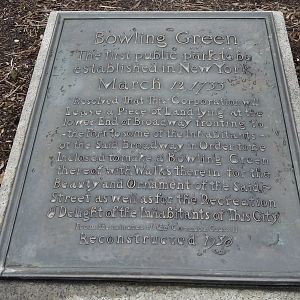 Bowling Green
The first public park to be
established in New York
March 12, 1733
Resolved That the Corporation will
Lease a Piece of Land lying at the
Lower End of Broadway fronting to
the Fort to some of the Inhabitants
of the Said Broadway in Order to be
Inclosed to make a Bowling Green
thereof with Walks therein for the
Beauty and Ornament of the Said
Street as well as for the Recreation
& Delight of the Inhabitants of This City
Reconstructed